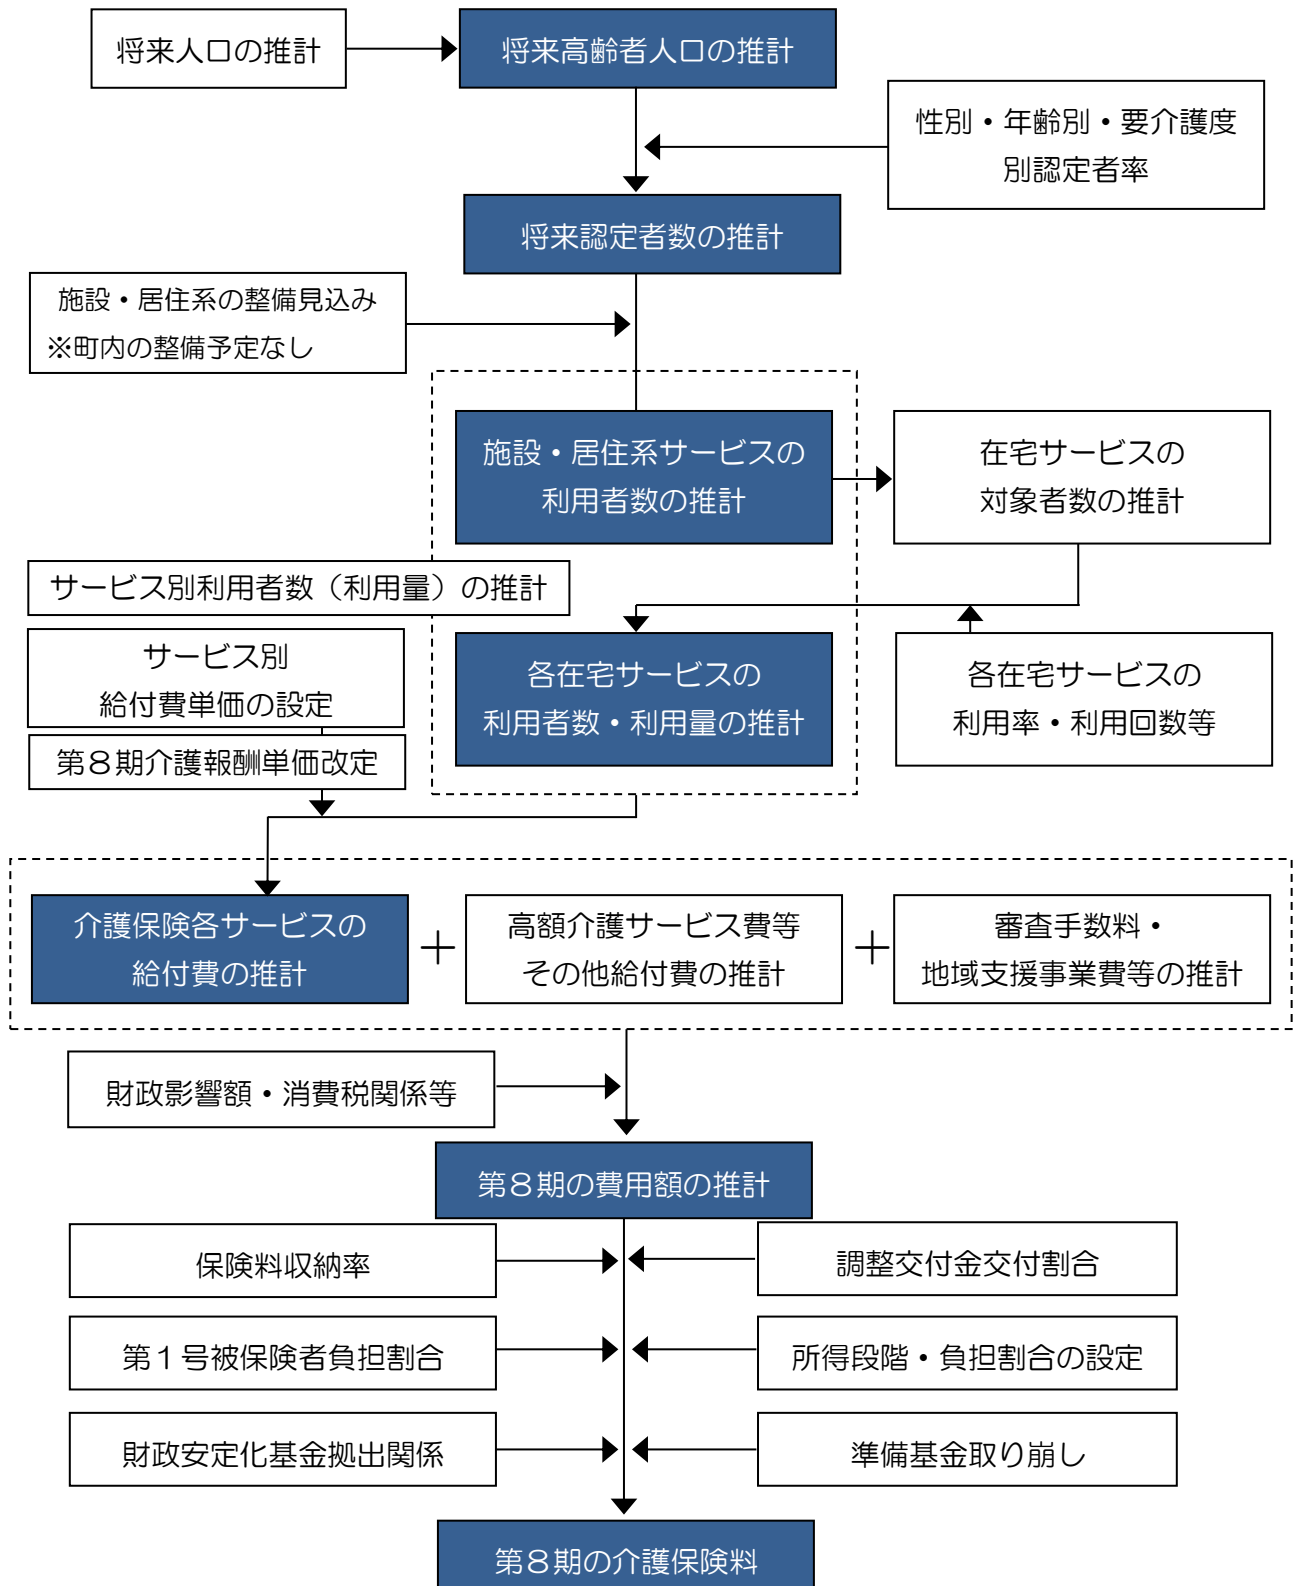 将来人口の推計
将来高齢者人口の推計
性別・年齢別・要介護度
別認定者率
将来認定者数の推計
施設・居住系の整備見込み
※町内の整備予定なし
施設・居住系サービスの
利用者数の推計
在宅サービスの
対象者数の推計
サービス別利用者数（利用量）の推計
サービス別
給付費単価の設定
各在宅サービスの
利用者数・利用量の推計
各在宅サービスの
利用率・利用回数等
第８期介護報酬単価改定
介護保険各サービスの
給付費の推計
＋
高額介護サービス費等
その他給付費の推計
＋
審査手数料・
地域支援事業費等の推計
財政影響額・消費税関係等
第８期の費用額の推計
保険料収納率
調整交付金交付割合
第１号被保険者負担割合
所得段階・負担割合の設定
財政安定化基金拠出関係
準備基金取り崩し
第８期の介護保険料